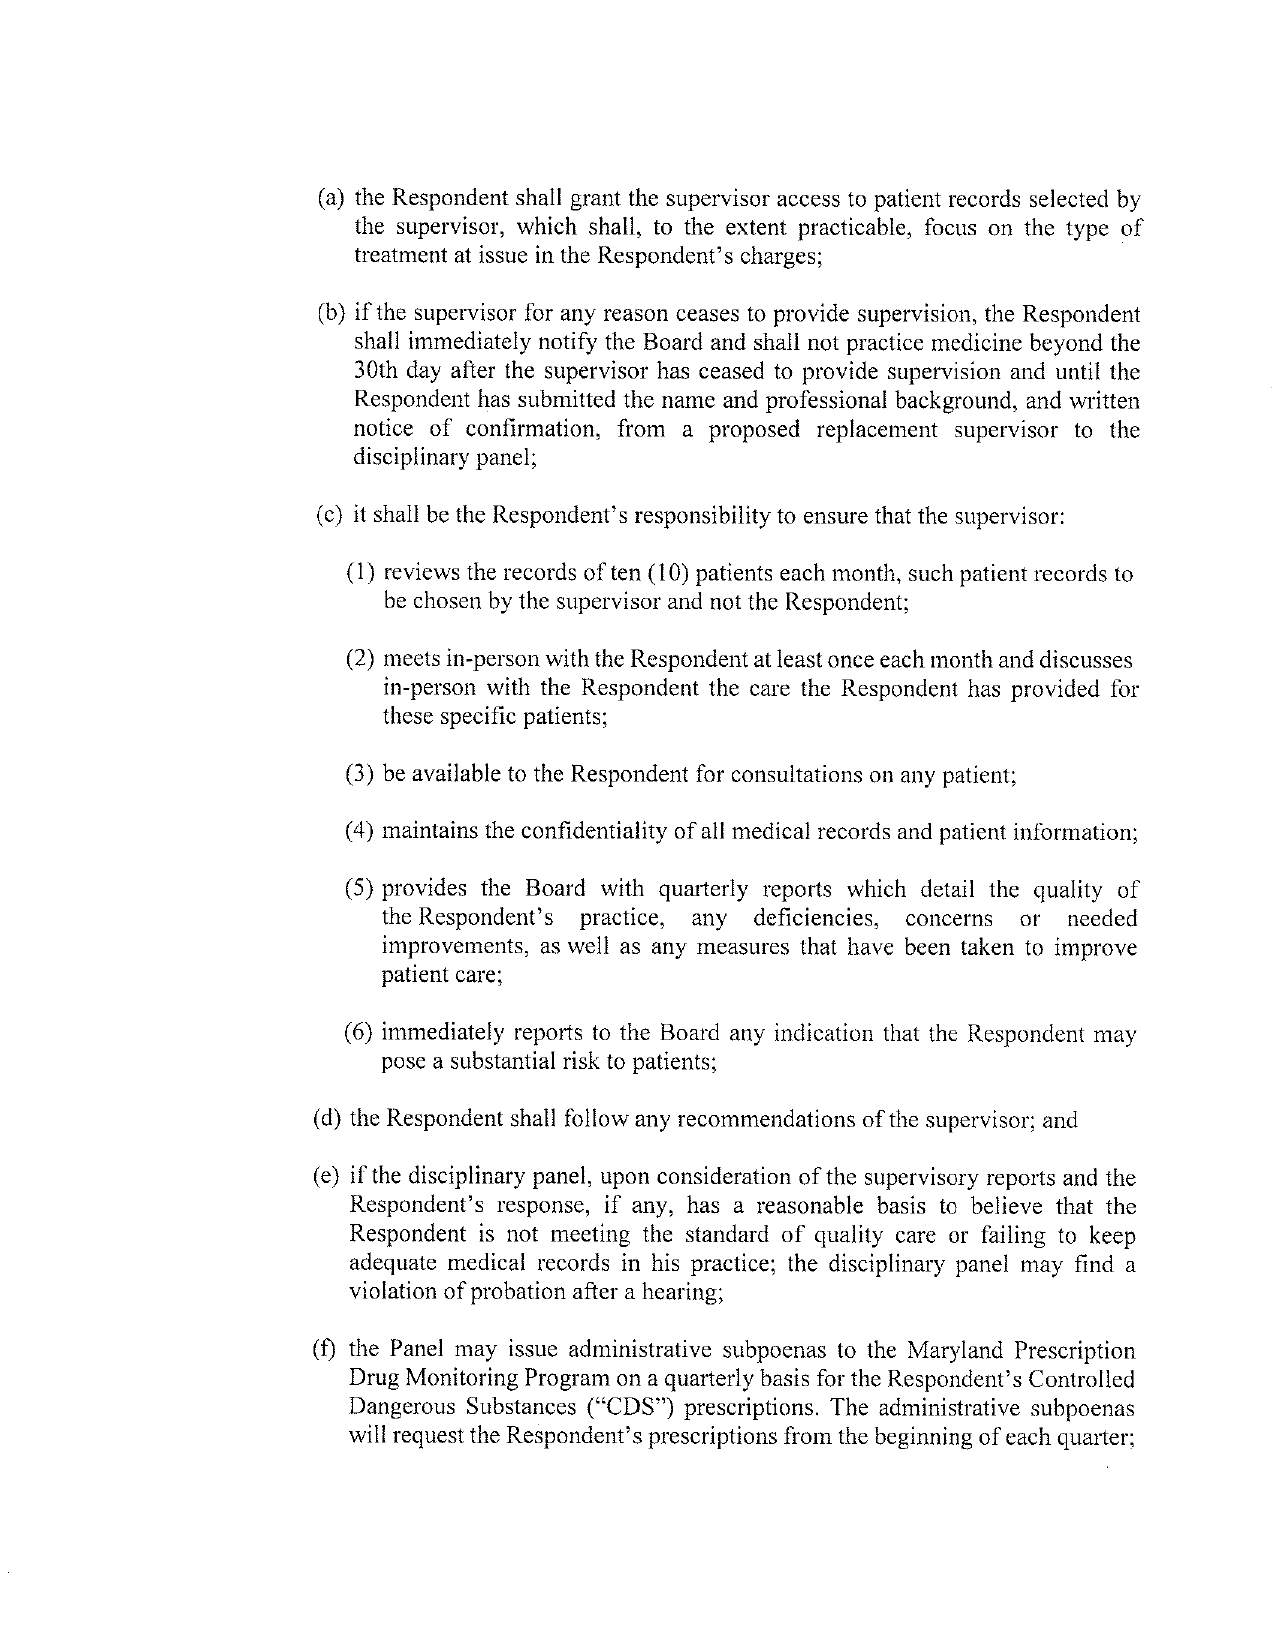 (a) the Respondent shall grant the supervisor access to patient records selected by
the supervisor, which shall, to the extent practicable, focus on the type of
treatment at issue in the Respondent's charges;
(b) if the supervisor for any reason ceases to provide supervision, the Respondent
shall immediately notify the Board and shall not practice medicine beyond the
30th day after the supervisor has ceased to provide supervision and until the
Respondent has submitted the name and professional background, and written
notice of confirmation, from a proposed replacement supervisor to the
disciplinary panel;
(c) it shall be the Respondent's responsibility to ensure that the supervisor:
(1) reviews the records of ten (10) patients each month, such patient records to
be chosen by the supervisor and not the Respondent;
(2) meets in-person with the Respondent at least once each month and discusses
in-person with the Respondent the care the Respondent has provided for
these specific patients;
(3) be available to the Respondent for consultations on any patient;
(4) maintains the confidentiality of all medical records and patient information;
(5) provides the Board with quarterly reports which detail the quality of
the Respondent's practice, any deficiencies, concerns or needed
improvements, as well as any measures that have been taken to improve
patient care;
(6) immediately reports to the Board any indication that the Respondent may
pose a substantial risk to patients;
(d) the Respondent shall follow any recommendations of the supervisor; and
(e) if the disciplinary panel, upon consideration of the supervisory reports and the
Respondent's response, if any, has a reasonable basis to believe that the
Respondent is not meeting the standard of quality care or failing to keep
adequate medical records in his practice; the disciplinary panel may find a
violation of probation after a hearing;
(f) the Panel may issue administrative subpoenas to the Maryland Prescription
Drug Monitoring Program on a quarterly basis for the Respondent's Controlled
Dangerous Substances ("CDS") prescriptions. The administrative subpoenas
will request the Respondent's prescriptions from the beginning of each quarter;